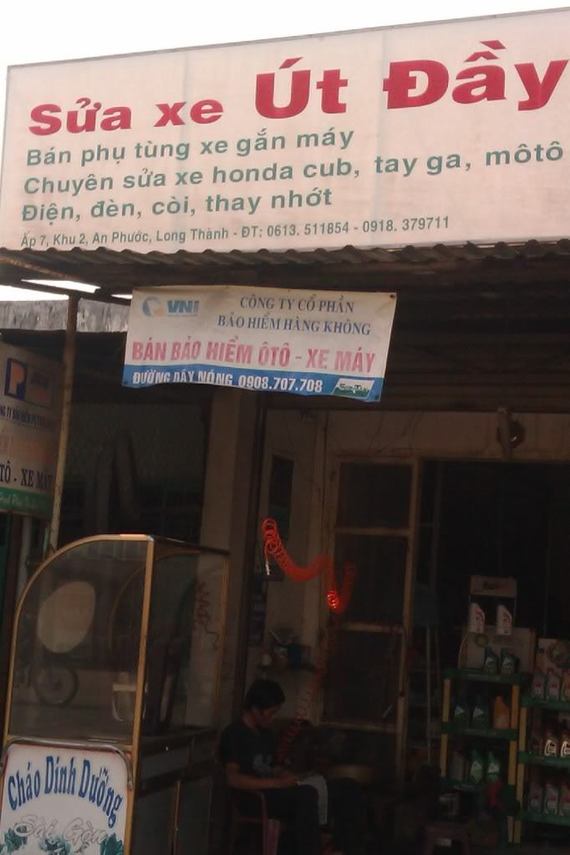 Sửa xe Út Đầy
Bán phụ tùng xe gắn máy
Chuyên sửa xe honda cub, tay ga, môtô
Điện, đèn, còi, thay nhớt
Ấp 7, Khu 2, An Phước, Long Thành - ĐT: 0613. 511854 - 0918. 379711
VNI
CÔNG TY CỔ PHẦN
BẢO HIỂM HÀNG KHÔNG
BÁN BẢO HIỂM ÔTÔ - XE MÁY
ĐƯỜNG DÂY NÓNG 0908.707.708
TÔ - XE MÁY
Cháo Dinh Dưỡng
Sài Gòn